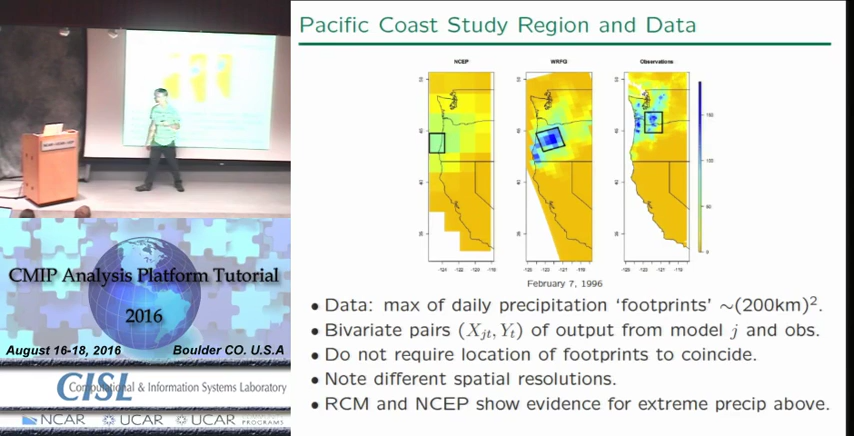 Pacific Coast Study Region and Data
NCEP
WRFG
Observations
February 7, 1996
• Data: max of daily precipitation ‘footprints’ ∼(200km)².
• Bivariate pairs (Xjt, Yt) of output from model j and obs.
• Do not require location of footprints to coincide.
• Note different spatial resolutions.
• RCM and NCEP show evidence for extreme precip above.
CMIP Analysis Platform Tutorial
2016
August 16-18, 2016 Boulder CO. U.S.A
CISL
Computational & Information Systems Laboratory
NCAR UCAR UCAR PROGRAMS